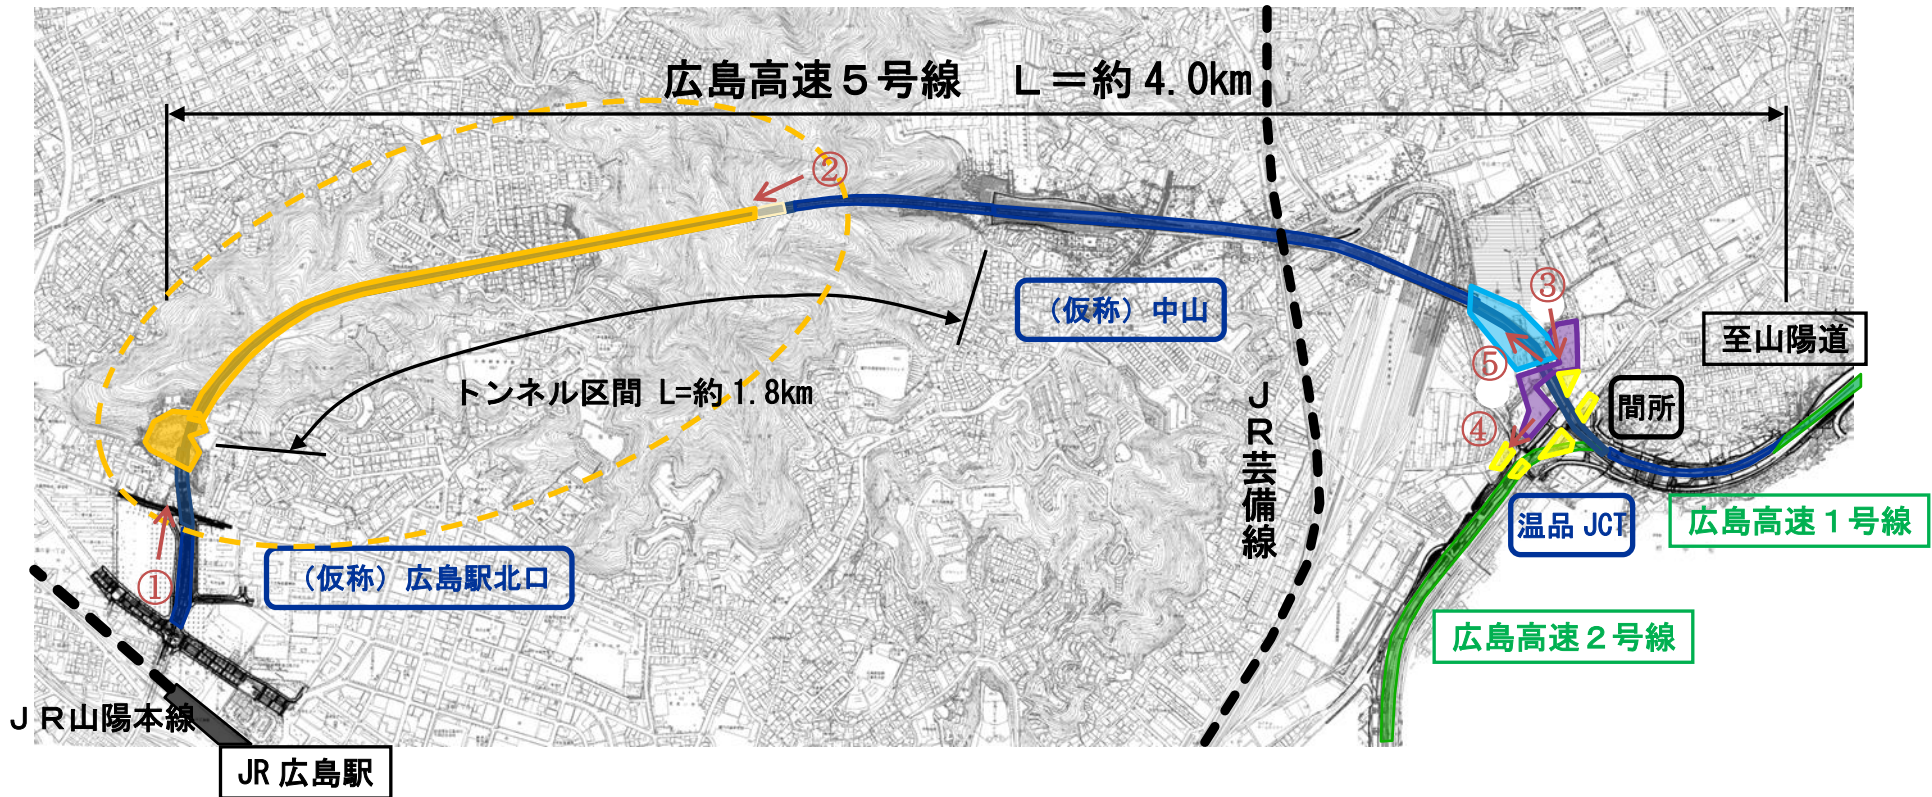 広島高速５号線　Ｌ＝約 4.0km
②
③
（仮称）中山
至山陽道
⑤
トンネル区間 L=約 1.8km
ＪＲ芸備線
間所
④
温品 JCT
広島高速１号線
①
（仮称）広島駅北口
広島高速２号線
ＪＲ山陽本線
JR 広島駅